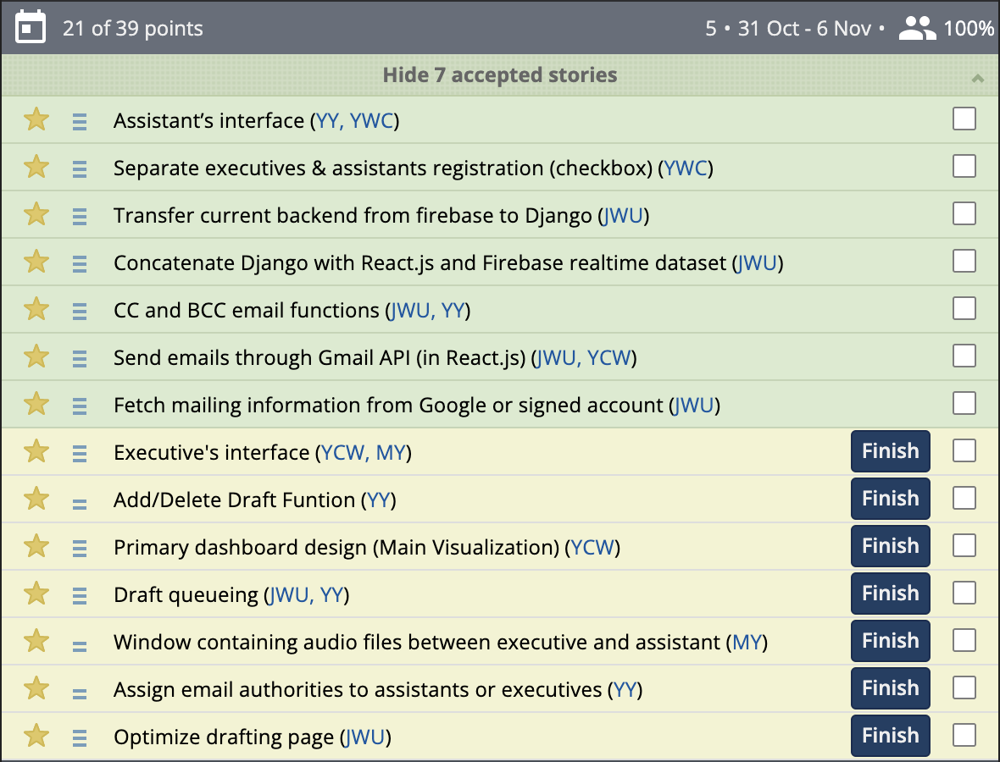 21 of 39 points 5 • 31 Oct - 6 Nov • 100%
Hide 7 accepted stories
Assistant’s interface (YY, YWC)
Separate executives & assistants registration (checkbox) (YWC)
Transfer current backend from firebase to Django (JWU)
Concatenate Django with React.js and Firebase realtime dataset (JWU)
CC and BCC email functions (JWU, YY)
Send emails through Gmail API (in React.js) (JWU, YCW)
Fetch mailing information from Google or signed account (JWU)
Executive's interface (YCW, MY) Finish
Add/Delete Draft Funtion (YY) Finish
Primary dashboard design (Main Visualization) (YCW) Finish
Draft queueing (JWU, YY) Finish
Window containing audio files between executive and assistant (MY) Finish
Assign email authorities to assistants or executives (YY) Finish
Optimize drafting page (JWU) Finish